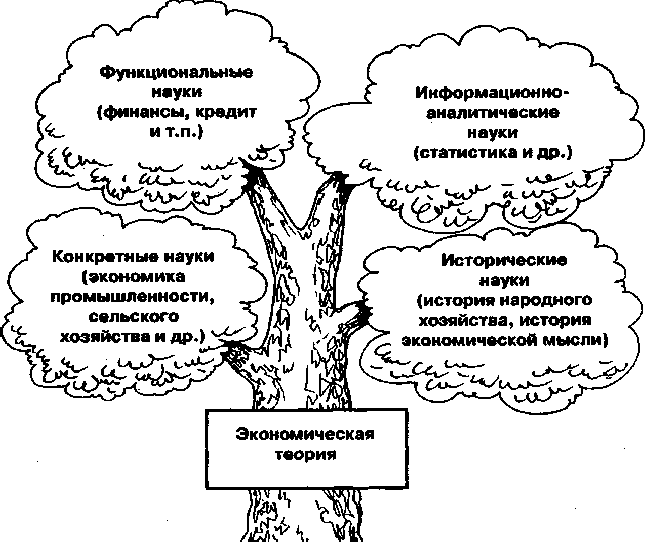 Функциональные
науки
(финансы, кредит
и т.п.)
Информационно-
аналитические
науки
(статистика и др.)
Конкретные науки
(экономика
промышленности,
сельского
хозяйства и др.)
Исторические
науки
(история народного
хозяйства, история
экономической мысли)
Экономическая
теория